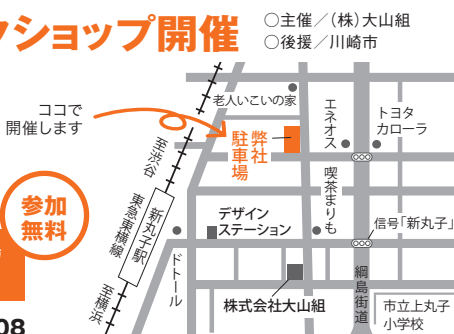 クショップ開催
○主催／(株)大山組
○後援／川崎市
ココで
開催します
老人いこいの家
エネオス
トヨタ
カローラ
至渋谷
弊社
駐車場
喫茶まりも
参加
無料
デザイン
ステーション
信号「新丸子」
新丸子駅
東急東横線
ドトール
至横浜
株式会社大山組
綱島街道
市立上丸子
小学校
08